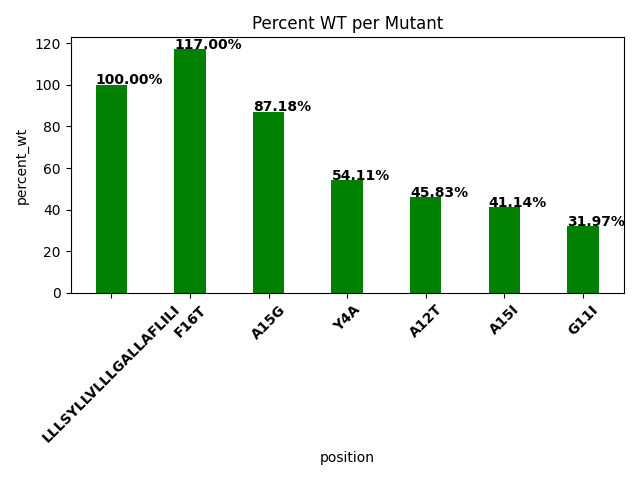 Percent WT per Mutant
percent_wt
120
100
80
60
40
20
0
100.00%
117.00%
87.18%
54.11%
45.83%
41.14%
31.97%
LLLSYLLVLLLGALLAFLILI
F16T
A15G
Y4A
A12T
A15I
G11I
position